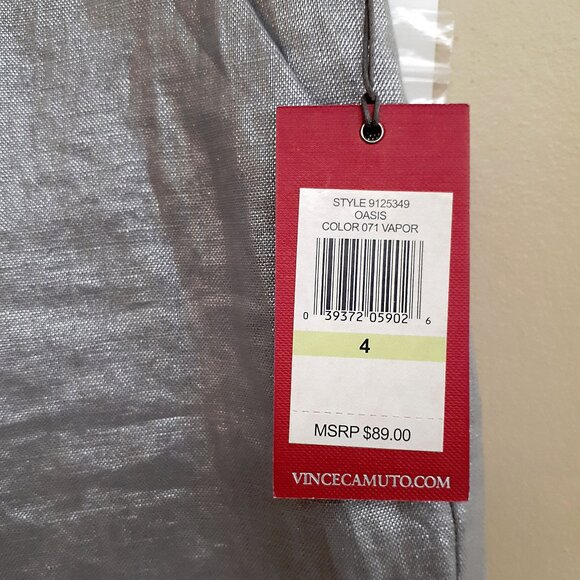 STYLE 9125349
OASIS
COLOR 071 VAPOR
0 39372 05902 6
4
MSRP $89.00
VINCECAMUTO.COM